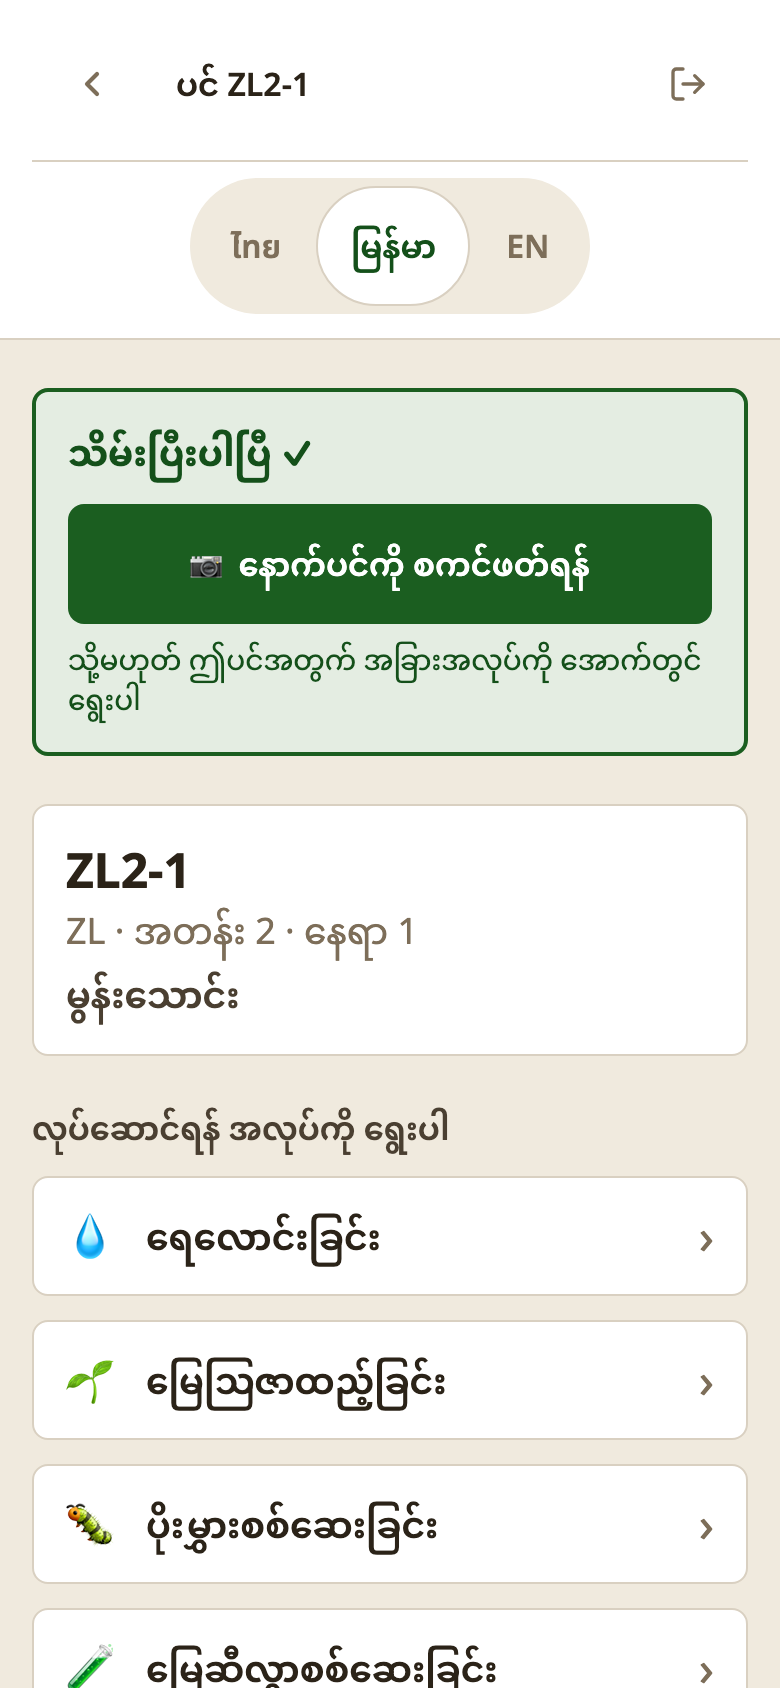 ပင် ZL2-1
ไทย
မြန်မာ
EN
သိမ်းပြီးပါပြီ ✓
နောက်ပင်ကို စကင်ဖတ်ရန်
သို့မဟုတ် ဤပင်အတွက် အခြားအလုပ်ကို အောက်တွင်
ရွေးပါ
ZL2-1
ZL · အတန်း 2 · နေရာ 1
မွန်းသောင်း
လုပ်ဆောင်ရန် အလုပ်ကို ရွေးပါ
ရေလောင်းခြင်း
မြေသြဇာထည့်ခြင်း
ပိုးမွှားစစ်ဆေးခြင်း
မြေဆီလွှာစစ်ဆေးခြင်း